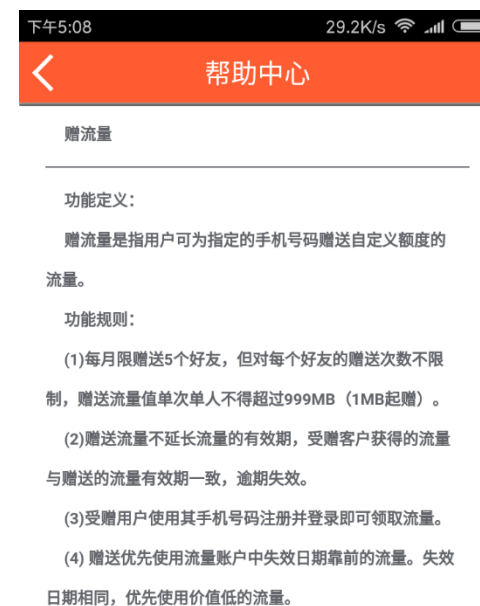 下午5:08 29.2K/s
帮助中心
赠流量
功能定义：
赠流量是指用户可为指定的手机号码赠送自定义额度的
流量。
功能规则：
(1)每月限赠送5个好友，但对每个好友的赠送次数不限
制，赠送流量值单次单人不得超过999MB（1MB起赠）。
(2)赠送流量不延长流量的有效期，受赠客户获得的流量
与赠送的流量有效期一致，逾期失效。
(3)受赠用户使用其手机号码注册并登录即可领取流量。
(4) 赠送优先使用流量账户中失效日期靠前的流量。失效
日期相同，优先使用价值低的流量。